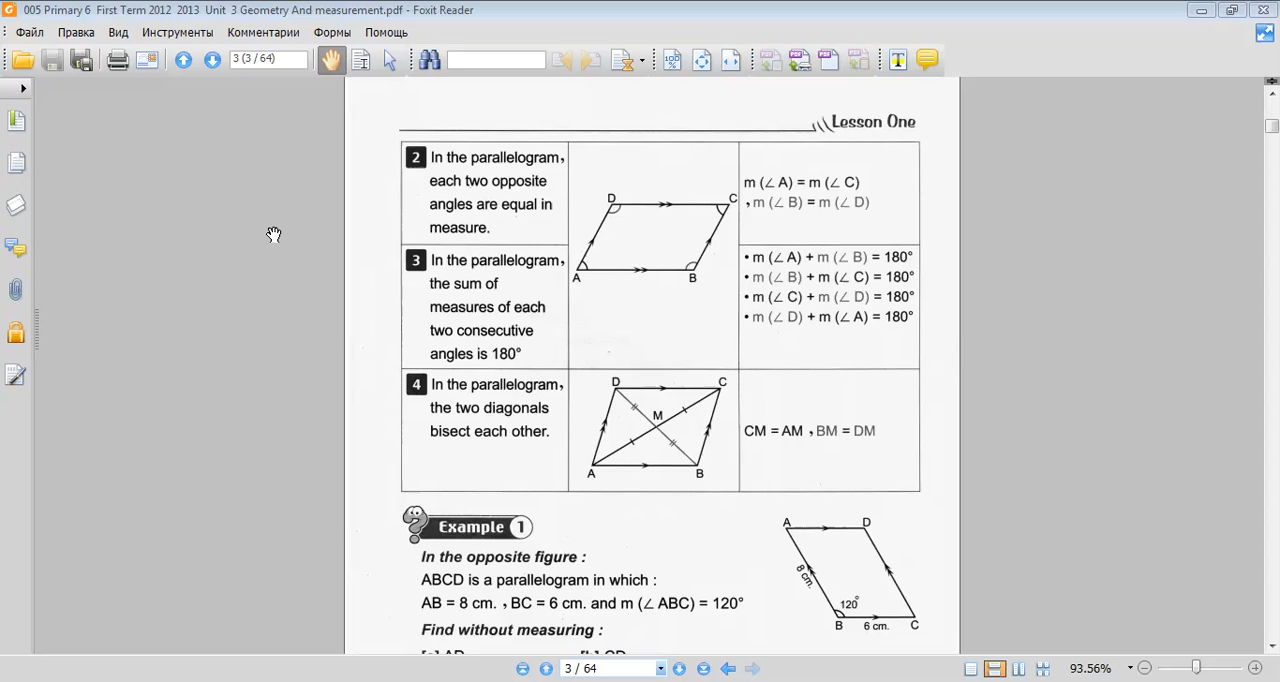 005 Primary 6 First Term 2012 2013 Unit 3 Geometry And measurement.pdf - Foxit Reader
Файл Правка Вид Инструменты Комментарии Формы Помощь
3 (3 / 64)
Lesson One
2 In the parallelogram,
each two opposite
angles are equal in
measure.
D C
A B
m (∠ A) = m (∠ C)
, m (∠ B) = m (∠ D)
3 In the parallelogram,
the sum of
measures of each
two consecutive
angles is 180°
• m (∠ A) + m (∠ B) = 180°
• m (∠ B) + m (∠ C) = 180°
• m (∠ C) + m (∠ D) = 180°
• m (∠ D) + m (∠ A) = 180°
4 In the parallelogram,
the two diagonals
bisect each other.
D C
M
A B
CM = AM , BM = DM
Example 1
In the opposite figure :
ABCD is a parallelogram in which :
AB = 8 cm. , BC = 6 cm. and m (∠ ABC) = 120°
Find without measuring :
A D
8 cm.
120°
B 6 cm. C
3 / 64
93.56%